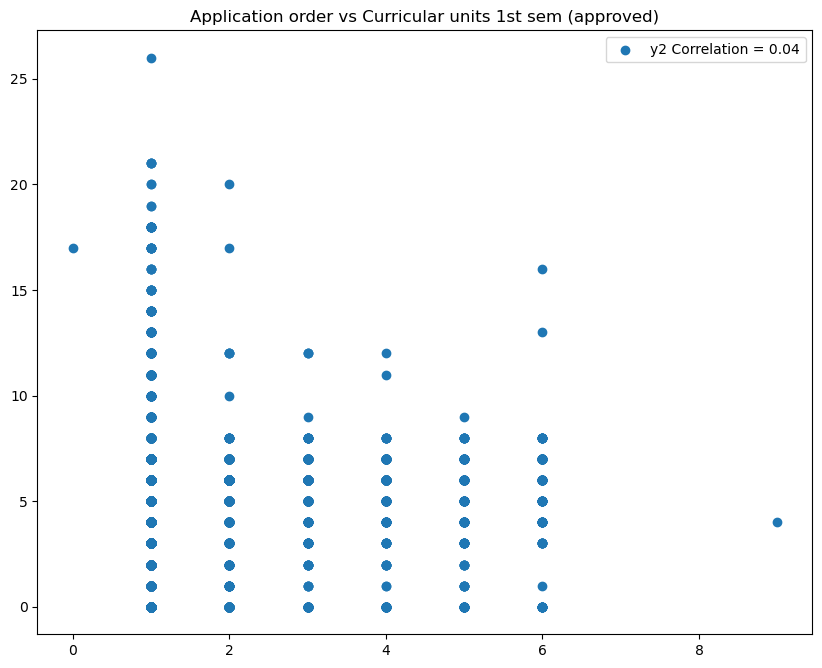 Application order vs Curricular units 1st sem (approved)
y2 Correlation = 0.04
25
20
15
10
5
0
0 2 4 6 8